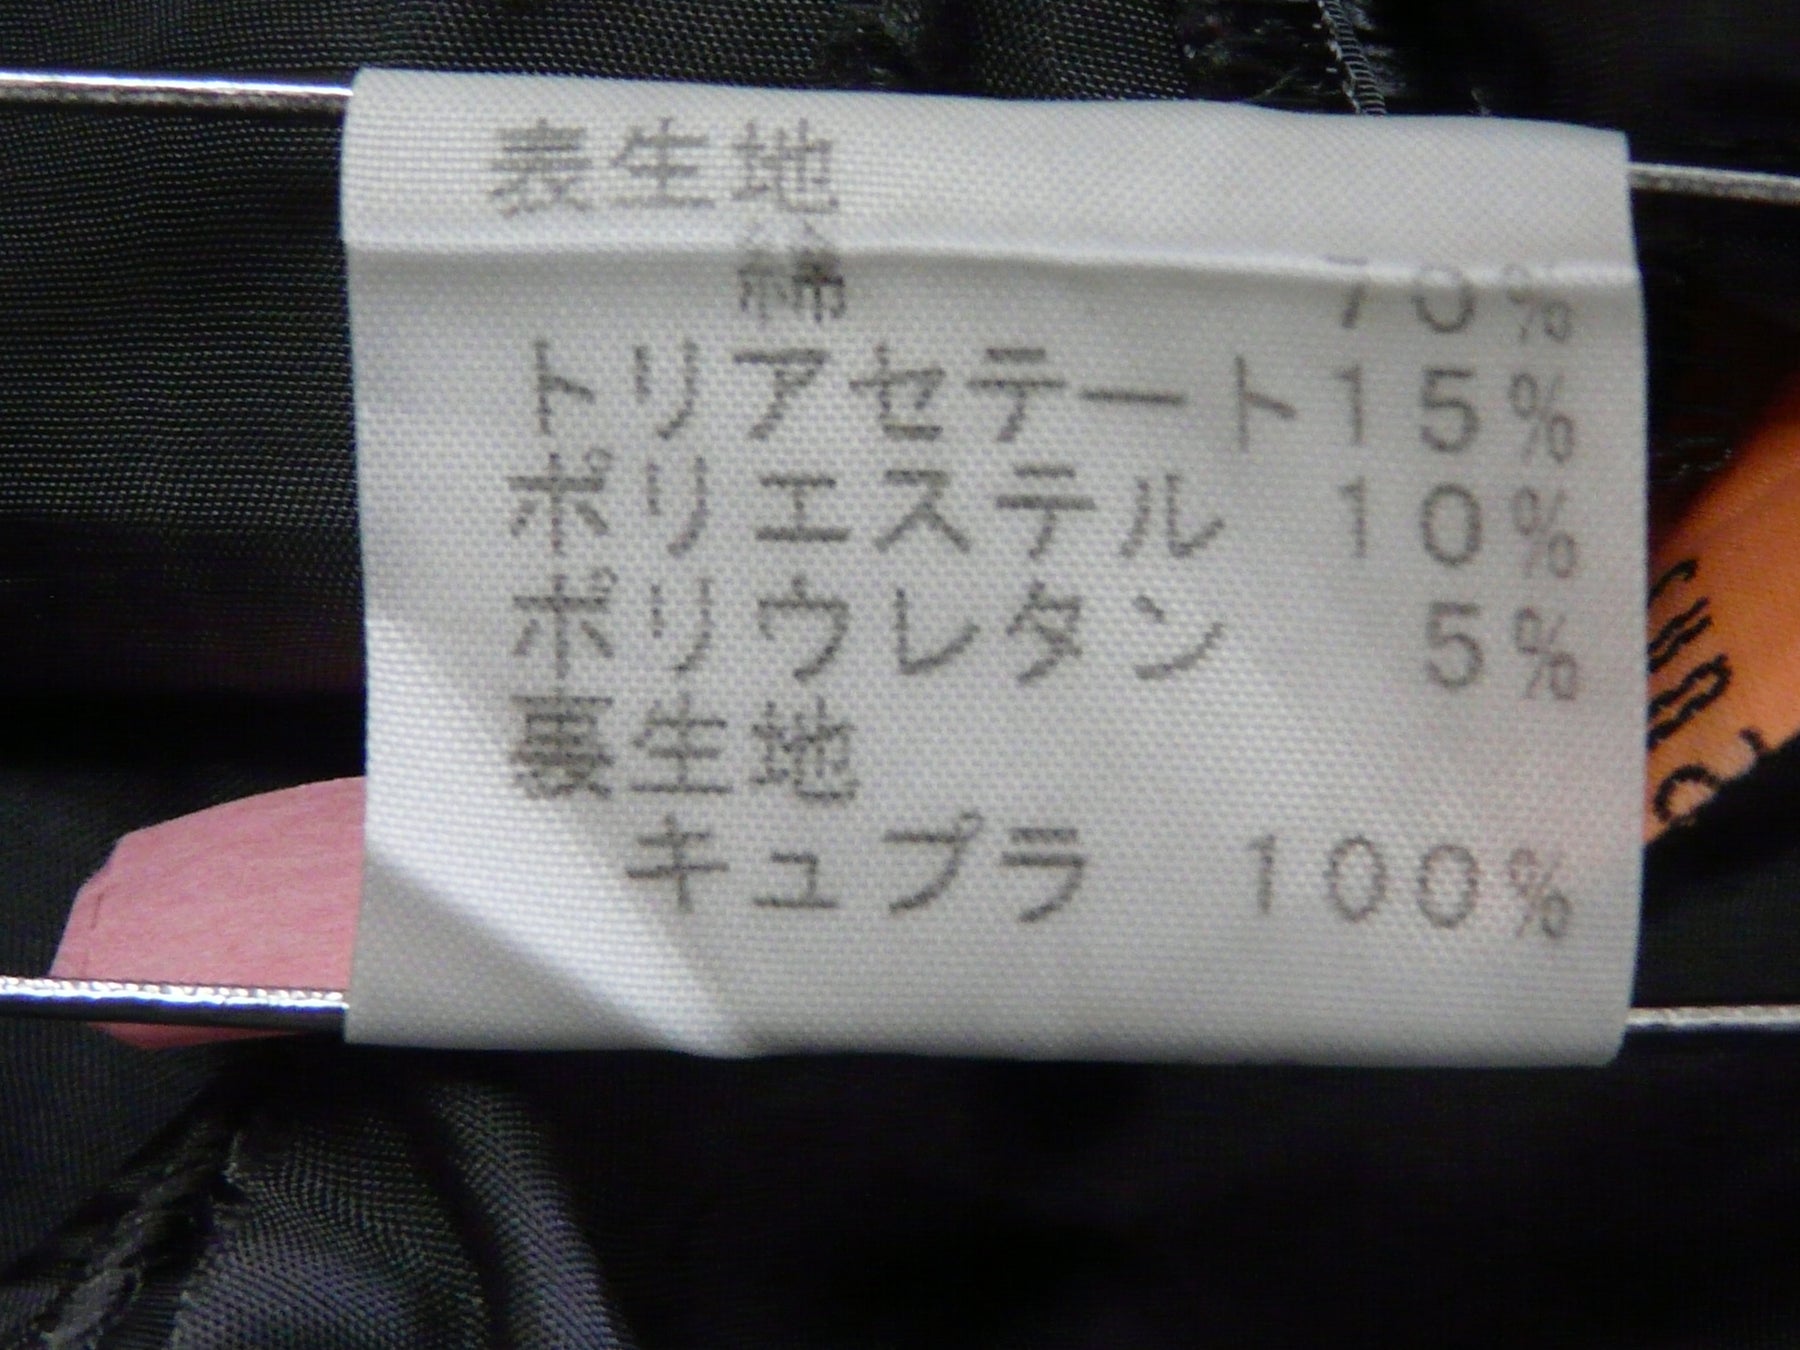 表生地
綿 70%
トリアセテート15%
ポリエステル 10%
ポリウレタン 5%
裏生地
キュプラ 100%